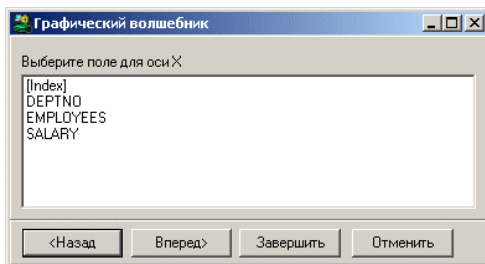 Графический волшебник
Выберите поле для оси X
[Index]
DEPTNO
EMPLOYEES
SALARY
<Назад Вперед> Завершить Отменить